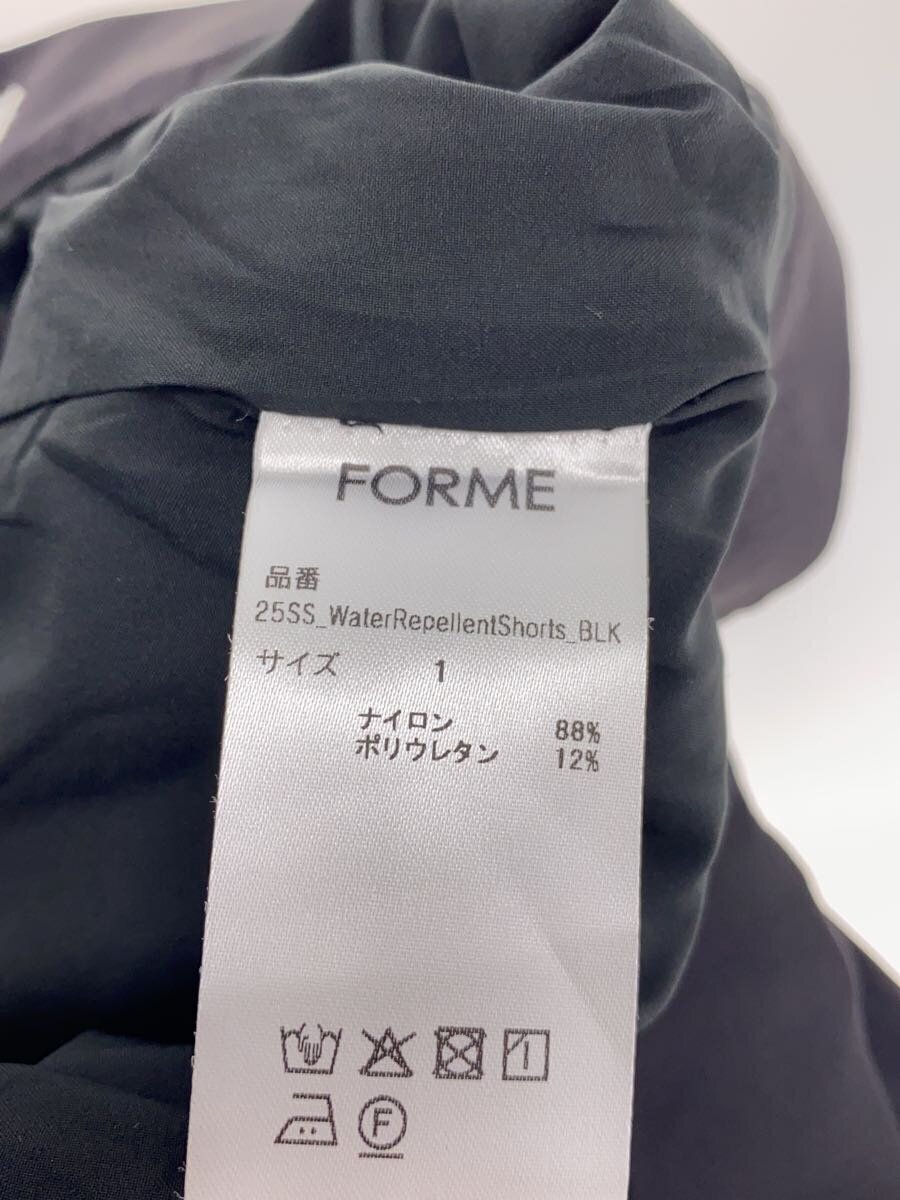 FORME
品番
25SS_WaterRepellentShorts_BLK
サイズ 1
ナイロン 88%
ポリウレタン 12%
F